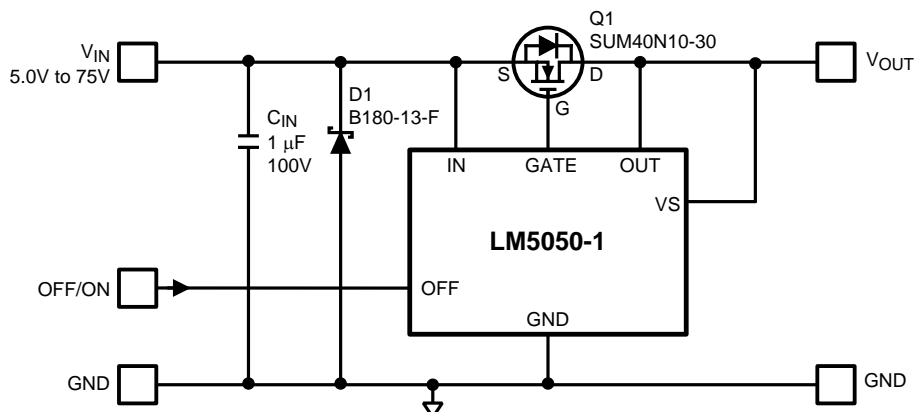 Q1
SUM40N10-30
VIN
5.0V to 75V
S
D
G
VOUT
D1
B180-13-F
CIN
1 μF
100V
IN
GATE
OUT
VS
LM5050-1
OFF/ON
OFF
GND
GND
GND